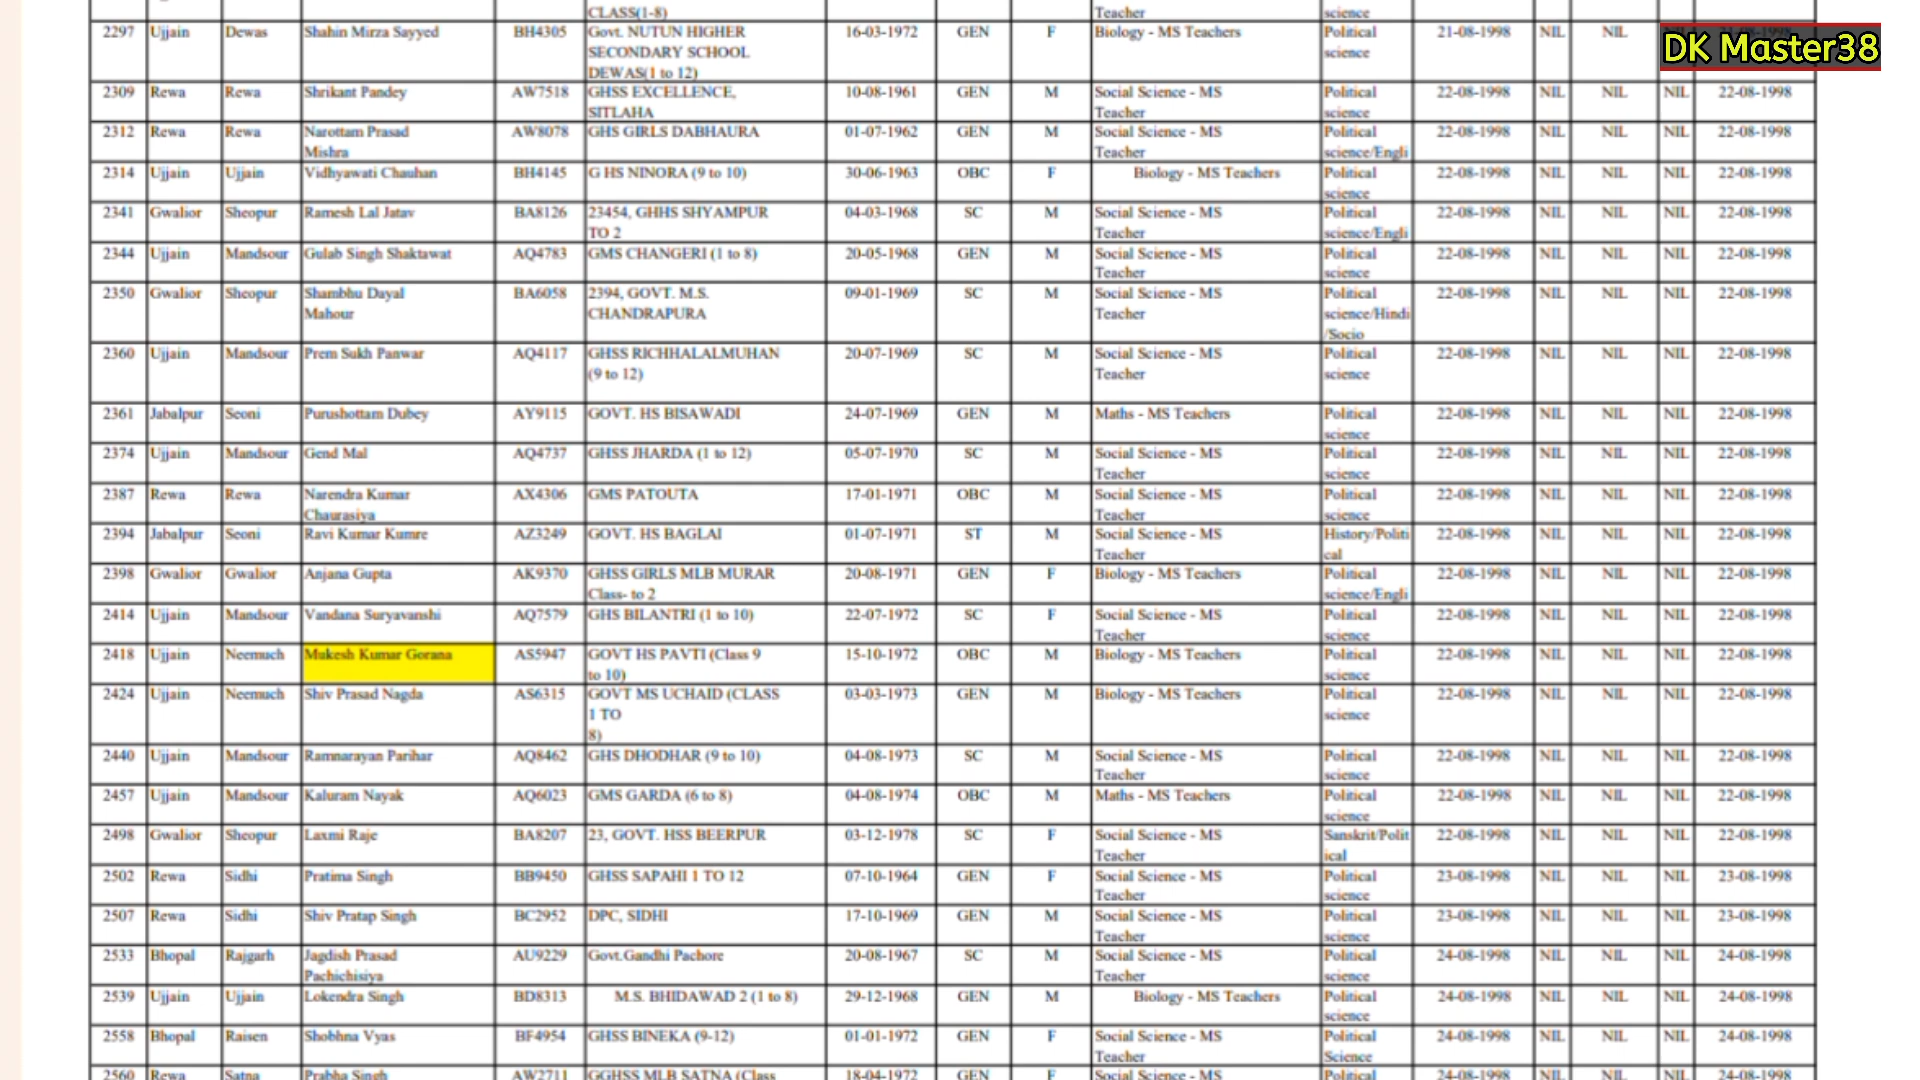 CLASS(1-8) Teacher science
2297 Ujjain Dewas Shahin Mirza Sayyed BH4305 Govt. NUTUN HIGHER 16-03-1972 GEN F Biology - MS Teachers Political 21-08-1998 NIL NIL
SECONDARY SCHOOL science
DEWAS(1 to 12)
DK Master38
2309 Rewa Rewa Shrikant Pandey AW7518 GHSS EXCELLENCE, 10-08-1961 GEN M Social Science - MS Political 22-08-1998 NIL NIL NIL 22-08-1998
SITLAHA Teacher science
2312 Rewa Rewa Narottam Prasad AW8078 GHS GIRLS DABHAURA 01-07-1962 GEN M Social Science - MS Political 22-08-1998 NIL NIL NIL 22-08-1998
Mishra Teacher science/Engli
2314 Ujjain Ujjain Vidhyawati Chauhan BH4145 G HS NINORA (9 to 10) 30-06-1963 OBC F Biology - MS Teachers Political 22-08-1998 NIL NIL NIL 22-08-1998
science
2341 Gwalior Sheopur Ramesh Lal Jatav BA8126 23454, GHHS SHYAMPUR 04-03-1968 SC M Social Science - MS Political 22-08-1998 NIL NIL NIL 22-08-1998
TO 2 Teacher science/Engli
2344 Ujjain Mandsour Gulab Singh Shaktawat AQ4783 GMS CHANGERI (1 to 8) 20-05-1968 GEN M Social Science - MS Political 22-08-1998 NIL NIL NIL 22-08-1998
Teacher science
2350 Gwalior Sheopur Shambhu Dayal BA6058 2394, GOVT. M.S. 09-01-1969 SC M Social Science - MS Political 22-08-1998 NIL NIL NIL 22-08-1998
Mahour CHANDRAPURA Teacher science/Hindi
/Socio
2360 Ujjain Mandsour Prem Sukh Panwar AQ4117 GHSS RICHHALALMUHAN 20-07-1969 SC M Social Science - MS Political 22-08-1998 NIL NIL NIL 22-08-1998
(9 to 12) Teacher science
2361 Jabalpur Seoni Purushottam Dubey AY9115 GOVT. HS BISAWADI 24-07-1969 GEN M Maths - MS Teachers Political 22-08-1998 NIL NIL NIL 22-08-1998
science
2374 Ujjain Mandsour Gend Mal AQ4737 GHSS JHARDA (1 to 12) 05-07-1970 SC M Social Science - MS Political 22-08-1998 NIL NIL NIL 22-08-1998
Teacher science
2387 Rewa Rewa Narendra Kumar AX4306 GMS PATOUTA 17-01-1971 OBC M Social Science - MS Political 22-08-1998 NIL NIL NIL 22-08-1998
Chaurasiya Teacher science
2394 Jabalpur Seoni Ravi Kumar Kumre AZ3249 GOVT. HS BAGLAI 01-07-1971 ST M Social Science - MS History/Politi 22-08-1998 NIL NIL NIL 22-08-1998
Teacher cal
2398 Gwalior Gwalior Anjana Gupta AK9370 GHSS GIRLS MLB MURAR 20-08-1971 GEN F Biology - MS Teachers Political 22-08-1998 NIL NIL NIL 22-08-1998
Class- to 2 science/Engli
2414 Ujjain Mandsour Vandana Suryavanshi AQ7579 GHS BILANTRI (1 to 10) 22-07-1972 SC F Social Science - MS Political 22-08-1998 NIL NIL NIL 22-08-1998
Teacher science
2418 Ujjain Neemuch Mukesh Kumar Gorana AS5947 GOVT HS PAVTI (Class 9 15-10-1972 OBC M Biology - MS Teachers Political 22-08-1998 NIL NIL NIL 22-08-1998
to 10) science
2424 Ujjain Neemuch Shiv Prasad Nagda AS6315 GOVT MS UCHAID (CLASS 03-03-1973 GEN M Biology - MS Teachers Political 22-08-1998 NIL NIL NIL 22-08-1998
1 TO science
8)
2440 Ujjain Mandsour Ramnarayan Parihar AQ8462 GHS DHODHAR (9 to 10) 04-08-1973 SC M Social Science - MS Political 22-08-1998 NIL NIL NIL 22-08-1998
Teacher science
2457 Ujjain Mandsour Kaluram Nayak AQ6023 GMS GARDA (6 to 8) 04-08-1974 OBC M Maths - MS Teachers Political 22-08-1998 NIL NIL NIL 22-08-1998
science
2498 Gwalior Sheopur Laxmi Raje BA8207 23, GOVT. HSS BEERPUR 03-12-1978 SC F Social Science - MS Sanskrit/Polit 22-08-1998 NIL NIL NIL 22-08-1998
Teacher ical
2502 Rewa Sidhi Pratima Singh BB9450 GHSS SAPAHI 1 TO 12 07-10-1964 GEN F Social Science - MS Political 23-08-1998 NIL NIL NIL 23-08-1998
Teacher science
2507 Rewa Sidhi Shiv Pratap Singh BC2952 DPC, SIDHI 17-10-1969 GEN M Social Science - MS Political 23-08-1998 NIL NIL NIL 23-08-1998
Teacher science
2533 Bhopal Rajgarh Jagdish Prasad AU9229 Govt.Gandhi Pachore 20-08-1967 SC M Social Science - MS Political 24-08-1998 NIL NIL NIL 24-08-1998
Pachichisiya Teacher science
2539 Ujjain Ujjain Lokendra Singh BD8313 M.S. BHIDAWAD 2 (1 to 8) 29-12-1968 GEN M Biology - MS Teachers Political 24-08-1998 NIL NIL NIL 24-08-1998
science
2558 Bhopal Raisen Shobhna Vyas BF4954 GHSS BINEKA (9-12) 01-01-1972 GEN F Social Science - MS Political 24-08-1998 NIL NIL NIL 24-08-1998
Teacher Science
2560 Rewa Satna Prabha Singh AW2711 GGHSS MLB SATNA (Class 18-04-1972 GEN F Social Science - MS Political 24-08-1998 NIL NIL NIL 24-08-1998